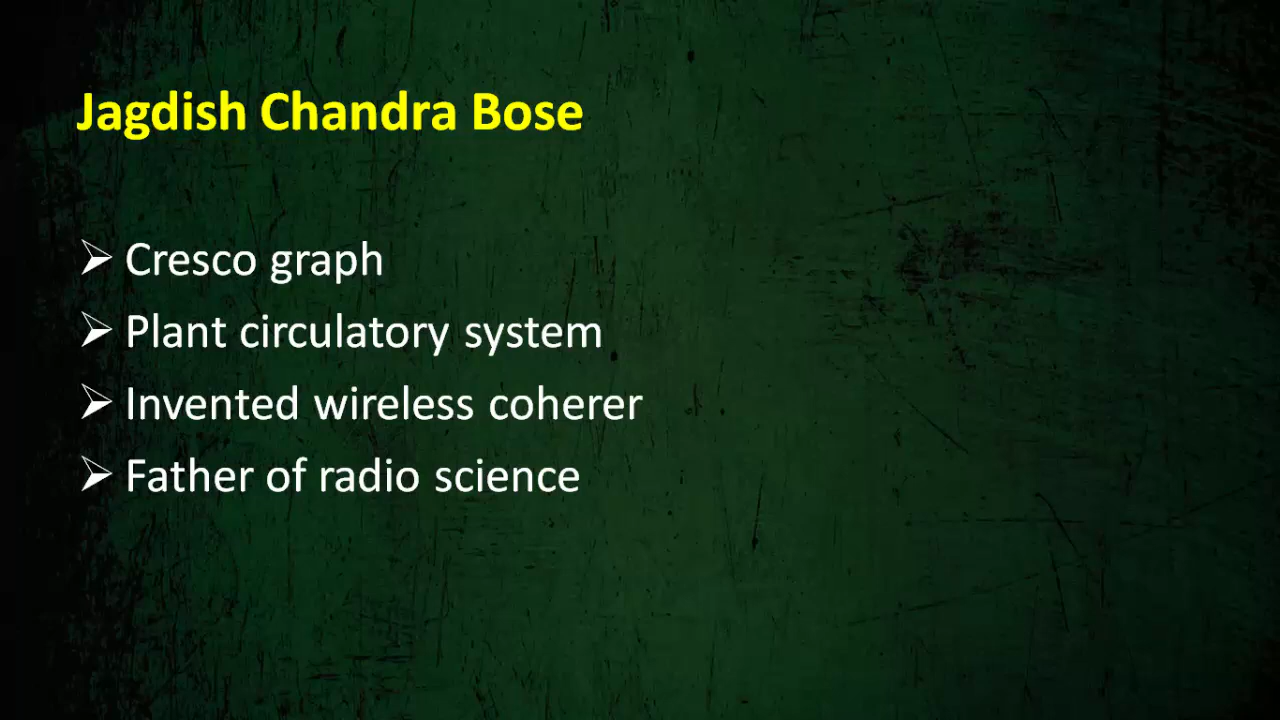 Jagdish Chandra Bose
➢ Cresco graph
➢ Plant circulatory system
➢ Invented wireless coherer
➢ Father of radio science